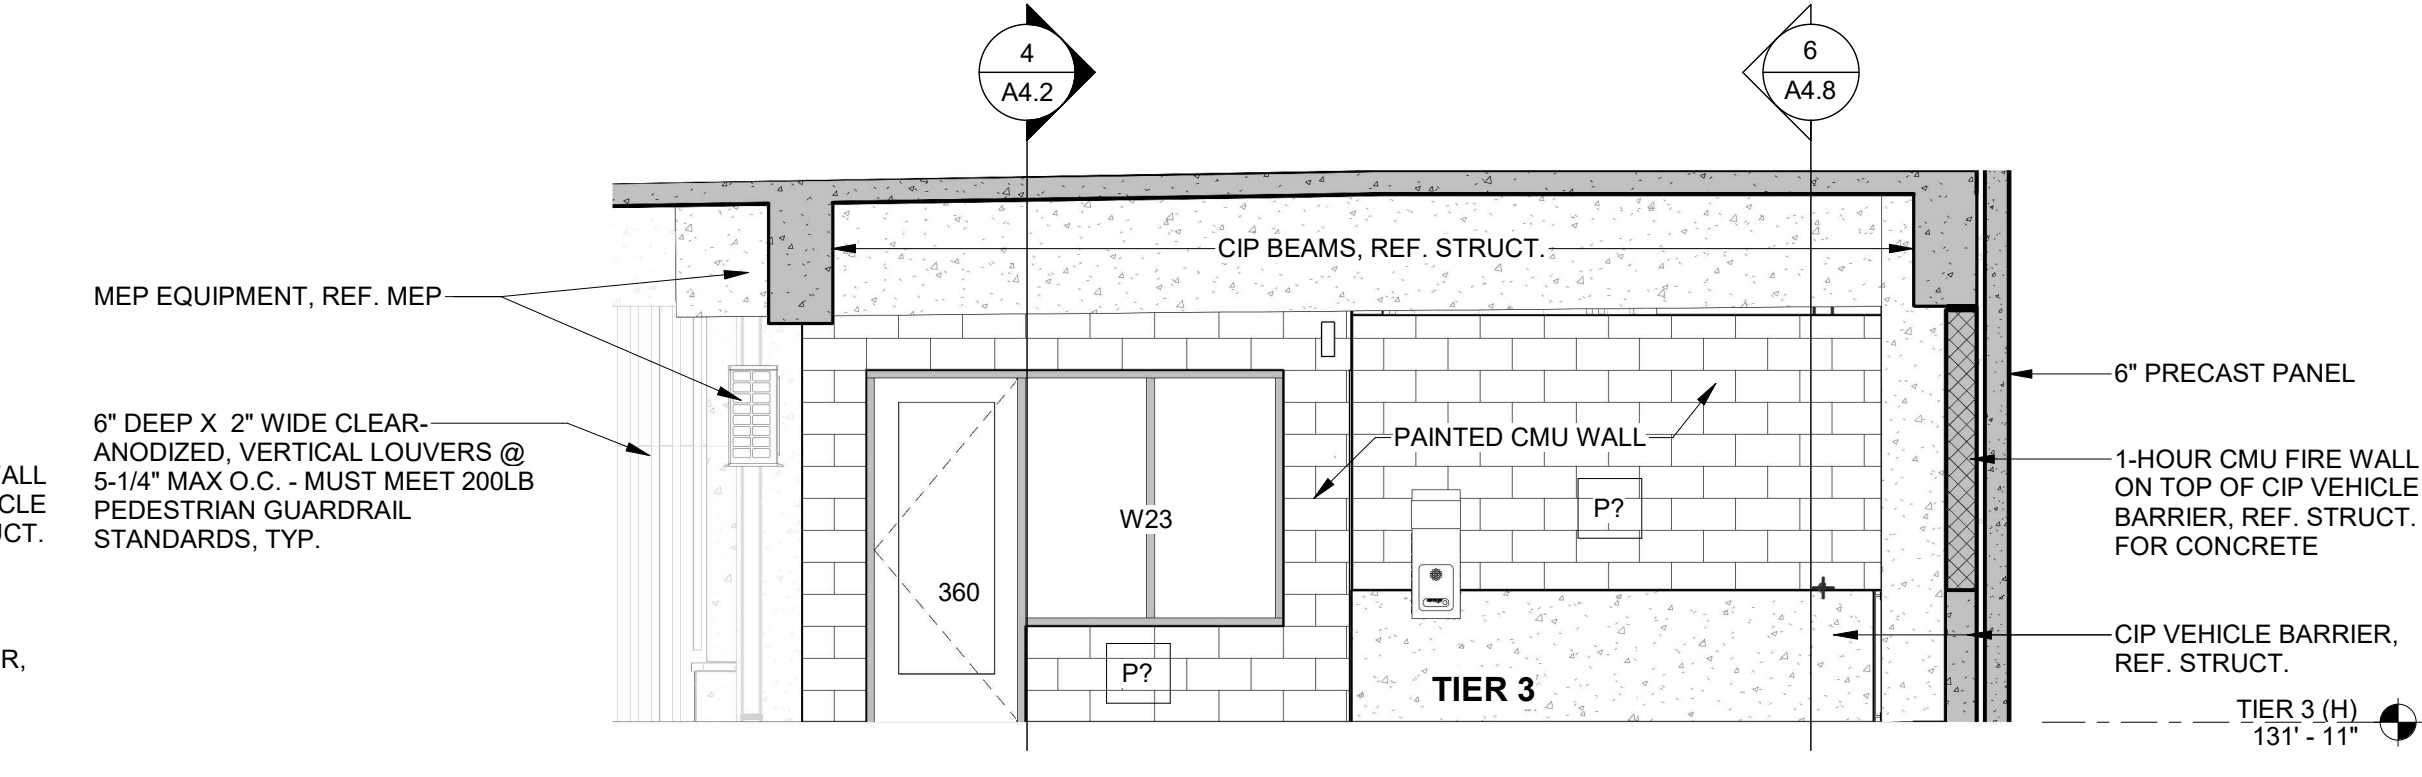 4
A4.2
6
A4.8
CIP BEAMS, REF. STRUCT.
MEP EQUIPMENT, REF. MEP
6" DEEP X 2" WIDE CLEAR-
ANODIZED, VERTICAL LOUVERS @
5-1/4" MAX O.C. - MUST MEET 200LB
PEDESTRIAN GUARDRAIL
STANDARDS, TYP.
ICLE
UCT.
R,
PAINTED CMU WALL
W23
360
P?
P?
TIER 3
6" PRECAST PANEL
1-HOUR CMU FIRE WALL
ON TOP OF CIP VEHICLE
BARRIER, REF. STRUCT.
FOR CONCRETE
CIP VEHICLE BARRIER,
REF. STRUCT.
TIER 3 (H)
131' - 11"